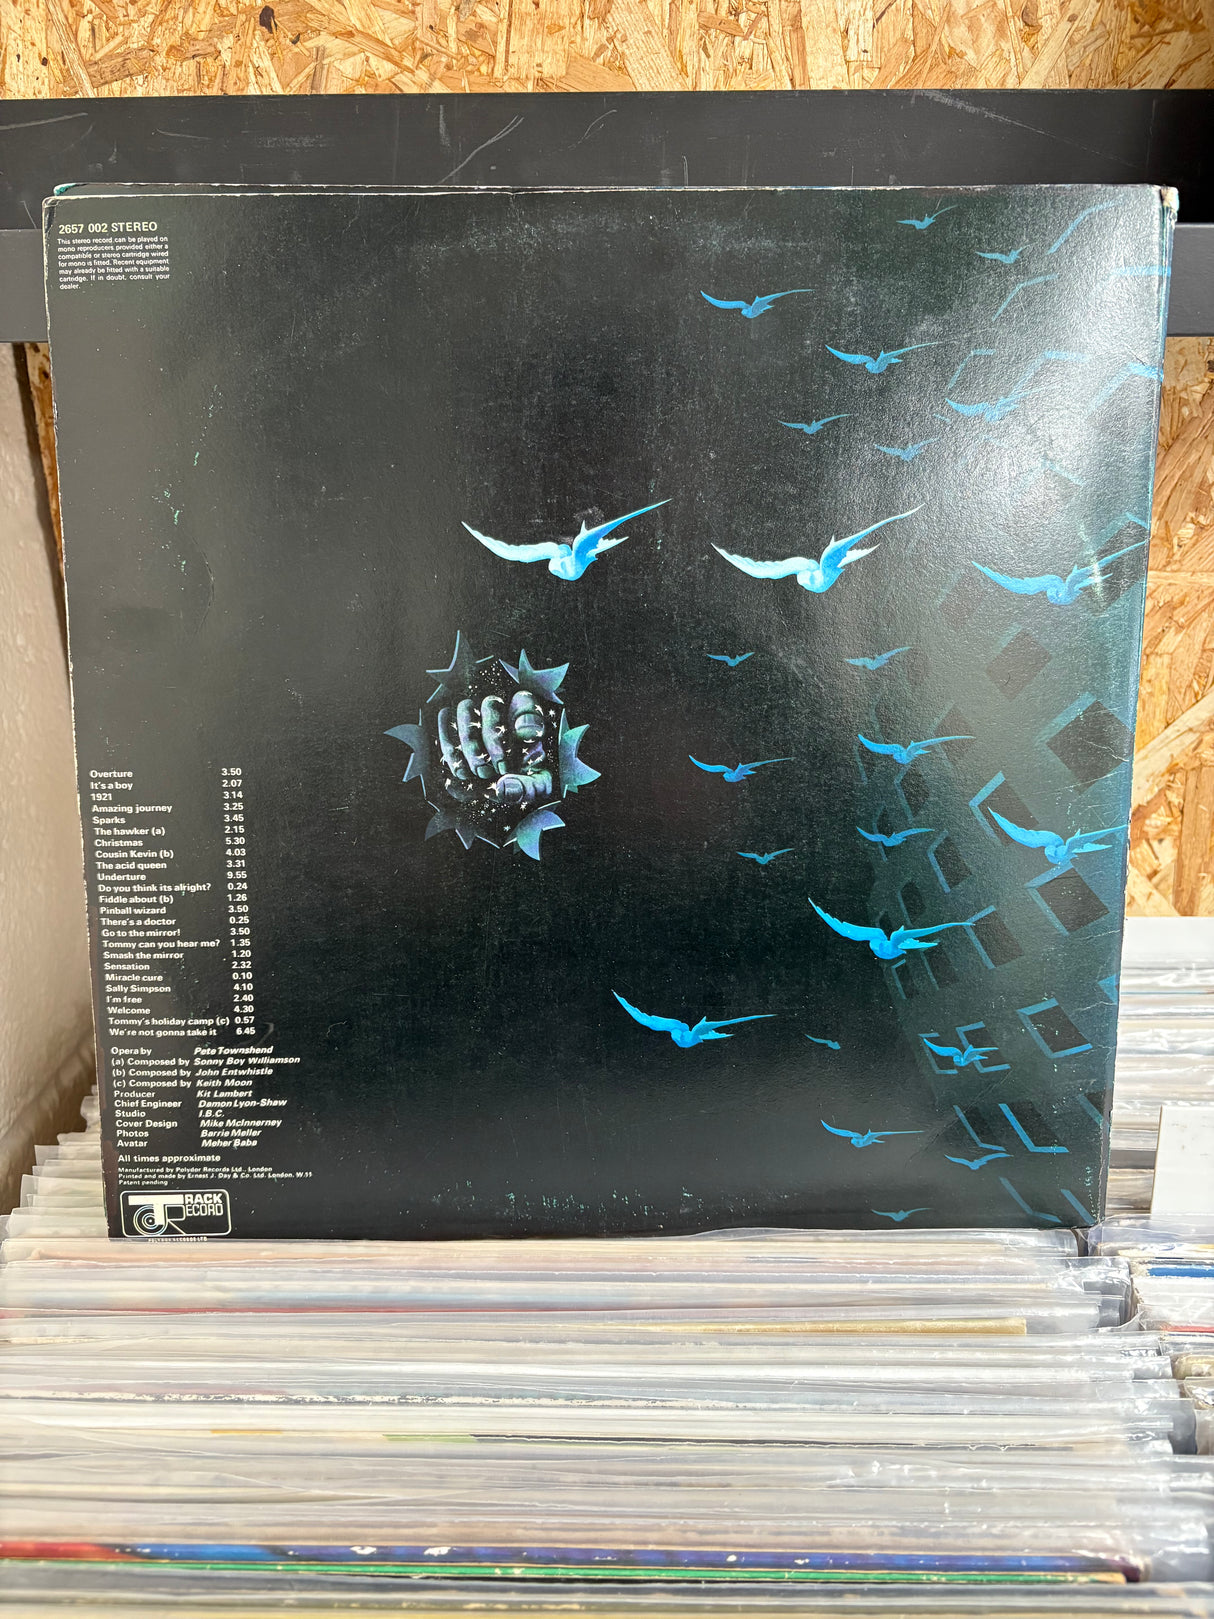 2657 002 STEREO
This stereo record can be played on
mono reproducers provided either a
compatible or stereo cartridge wired
for mono is fitted. Recent equipment
may already be fitted with a suitable
cartridge. If in doubt, consult your
dealer.
Overture 3.50
It's a boy 2.07
1921 3.14
Amazing journey 3.25
Sparks 3.45
The hawker (a) 2.15
Christmas 5.30
Cousin Kevin (b) 4.03
The acid queen 3.31
Underture 9.55
Do you think its alright? 0.24
Fiddle about (b) 1.26
Pinball wizard 3.50
There's a doctor 0.25
Go to the mirror! 3.50
Tommy can you hear me? 1.35
Smash the mirror 1.20
Sensation 2.32
Miracle cure 0.10
Sally Simpson 4.10
I'm free 2.40
Welcome 4.30
Tommy's holiday camp (c) 0.57
We're not gonna take it 6.45
Opera by Pete Townshend
(a) Composed by Sonny Boy Williamson
(b) Composed by John Entwhistle
(c) Composed by Keith Moon
Producer Kit Lambert
Chief Engineer Damon Lyon-Shaw
Studio I.B.C.
Cover Design Mike McInnerney
Photos Barrie Meller
Avatar Meher Baba
All times approximate
Manufactured by Polydor Records Ltd., London
Printed and made by Ernest J. Day & Co. Ltd. London. W.11
Patent pending
TRACK
RECORD